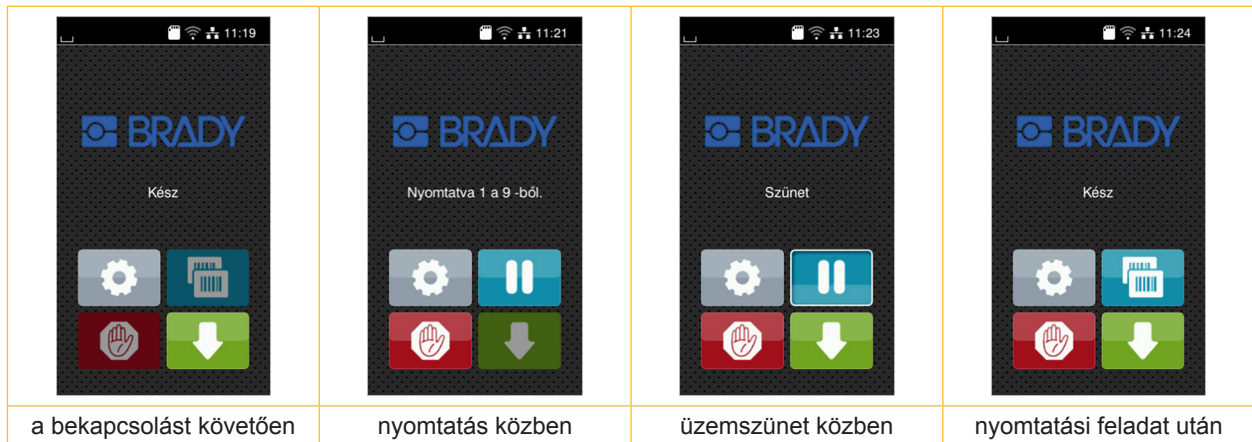 11:19
BRADY
Kész
a bekapcsolást követően
11:21
BRADY
Nyomtatva 1 a 9 -ből.
nyomtatás közben
11:23
BRADY
Szünet
üzemszünet közben
11:24
BRADY
Kész
nyomtatási feladat után